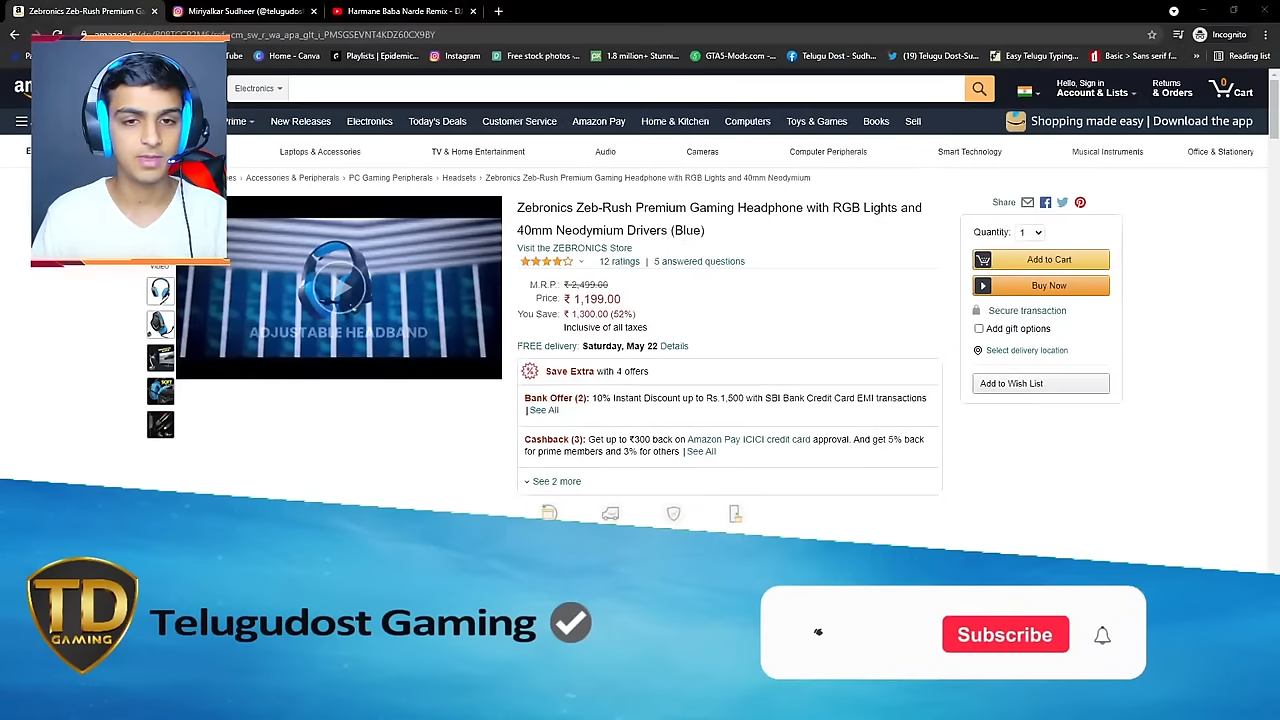 Zebronics Zeb-Rush Premium G
Miriyalkar Sudheer (@telugudos
Harmane Baba Narde Remix - D
cm_sw_r_wa_apa_glt_i_PMSGSEVNT4KDZ60CX9BY
Incognito
Tube
Home - Canva
Playlists | Epidemic...
Instagram
Free stock photos -...
1.8 million+ Stunn...
GTA5-Mods.com -...
Telugu Dost - Sudh...
(19) Telugu Dost-Su...
Easy Telugu Typing...
Basic > Sans serif f...
Reading list
Electronics
Hello, Sign in
Account & Lists
Returns
& Orders
0
Cart
Prime
New Releases
Electronics
Today's Deals
Customer Service
Amazon Pay
Home & Kitchen
Computers
Toys & Games
Books
Sell
Shopping made easy | Download the app
Laptops & Accessories
TV & Home Entertainment
Audio
Cameras
Computer Peripherals
Smart Technology
Musical Instruments
Office & Stationery
› Accessories & Peripherals › PC Gaming Peripherals › Headsets › Zebronics Zeb-Rush Premium Gaming Headphone with RGB Lights and 40mm Neodymium
VIDEO
ADJUSTABLE HEADBAND
Zebronics Zeb-Rush Premium Gaming Headphone with RGB Lights and
40mm Neodymium Drivers (Blue)
Visit the ZEBRONICS Store
12 ratings | 5 answered questions
M.R.P.: ₹ 2,499.00
Price: ₹ 1,199.00
You Save: ₹ 1,300.00 (52%)
Inclusive of all taxes
FREE delivery: Saturday, May 22 Details
Save Extra with 4 offers
Bank Offer (2): 10% Instant Discount up to Rs.1,500 with SBI Bank Credit Card EMI transactions
| See All
Cashback (3): Get up to ₹300 back on Amazon Pay ICICI credit card approval. And get 5% back
for prime members and 3% for others | See All
See 2 more
Share
Quantity: 1
Add to Cart
Buy Now
Secure transaction
Add gift options
Select delivery location
Add to Wish List
TD
GAMING
Telugudost Gaming
Subscribe